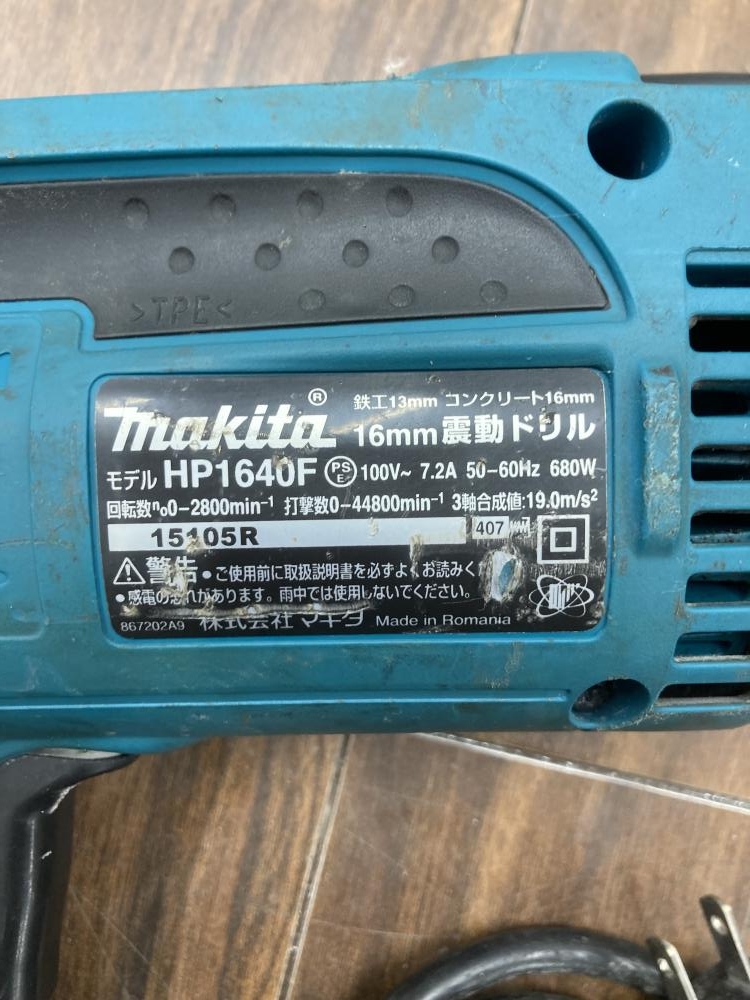 >TPE<
makita®
鉄工13mm コンクリート16mm
16mm震動ドリル
モデル HP1640F PSE 100V~ 7.2A 50-60Hz 680W
回転数n₀0-2800min⁻¹ 打撃数0-44800min⁻¹ 3軸合成値:19.0m/s²
15105R 407
警告 ●ご使用前に取扱説明書を必ずよくお読みく
●感電の恐れがあります。雨中では使用しないでください。
867202A9 株式会社マキタ Made in Romania